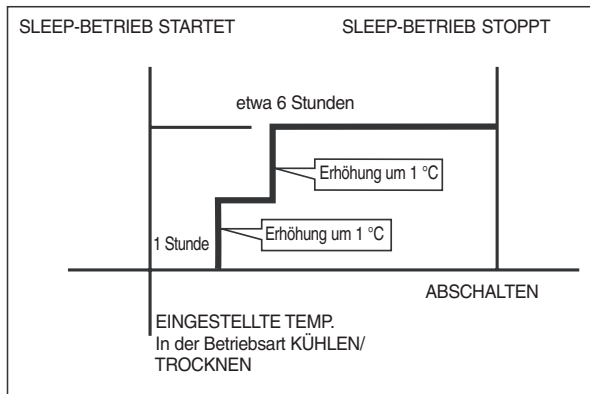 SLEEP-BETRIEB STARTET
SLEEP-BETRIEB STOPPT
etwa 6 Stunden
Erhöhung um 1 °C
1 Stunde
Erhöhung um 1 °C
ABSCHALTEN
EINGESTELLTE TEMP.
In der Betriebsart KÜHLEN/
TROCKNEN